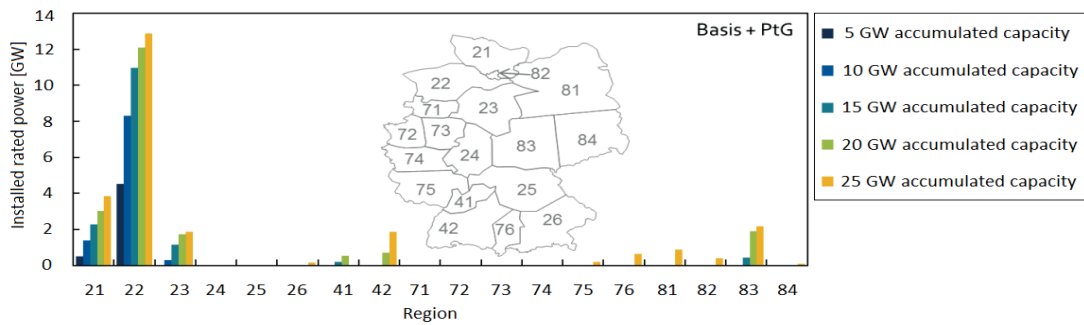 14
12
10
8
6
4
2
0
Installed rated power [GW]
Basis + PtG
21
82
22
81
23
71
72
73
83
84
24
74
75
25
41
26
42
76
21 22 23 24 25 26 41 42 71 72 73 74 75 76 81 82 83 84
Region
5 GW accumulated capacity
10 GW accumulated capacity
15 GW accumulated capacity
20 GW accumulated capacity
25 GW accumulated capacity